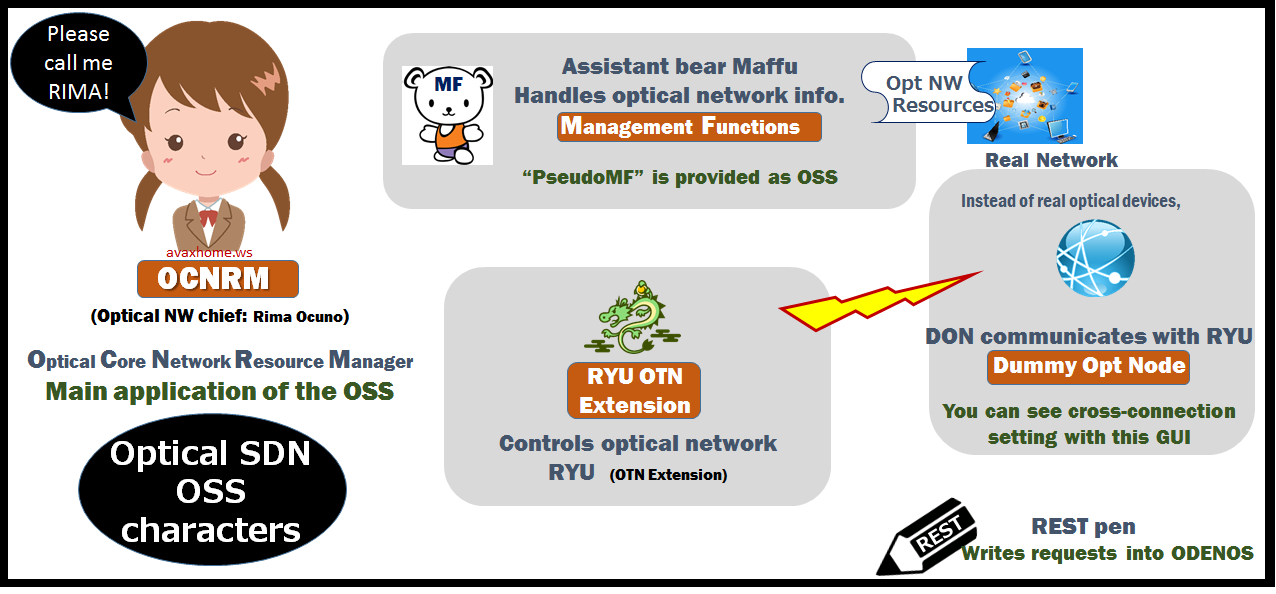 Please
call me
RIMA!
avaxhome.ws
OCNRM
(Optical NW chief: Rima Ocuno)
Optical Core Network Resource Manager
Main application of the OSS
Optical SDN
OSS
characters
MF
Assistant bear Maffu
Handles optical network info.
Management Functions
“PseudoMF” is provided as OSS
Opt NW
Resources
Real Network
Instead of real optical devices,
DON communicates with RYU
Dummy Opt Node
You can see cross-connection
setting with this GUI
RYU OTN
Extension
Controls optical network
RYU (OTN Extension)
REST
REST pen
Writes requests into ODENOS